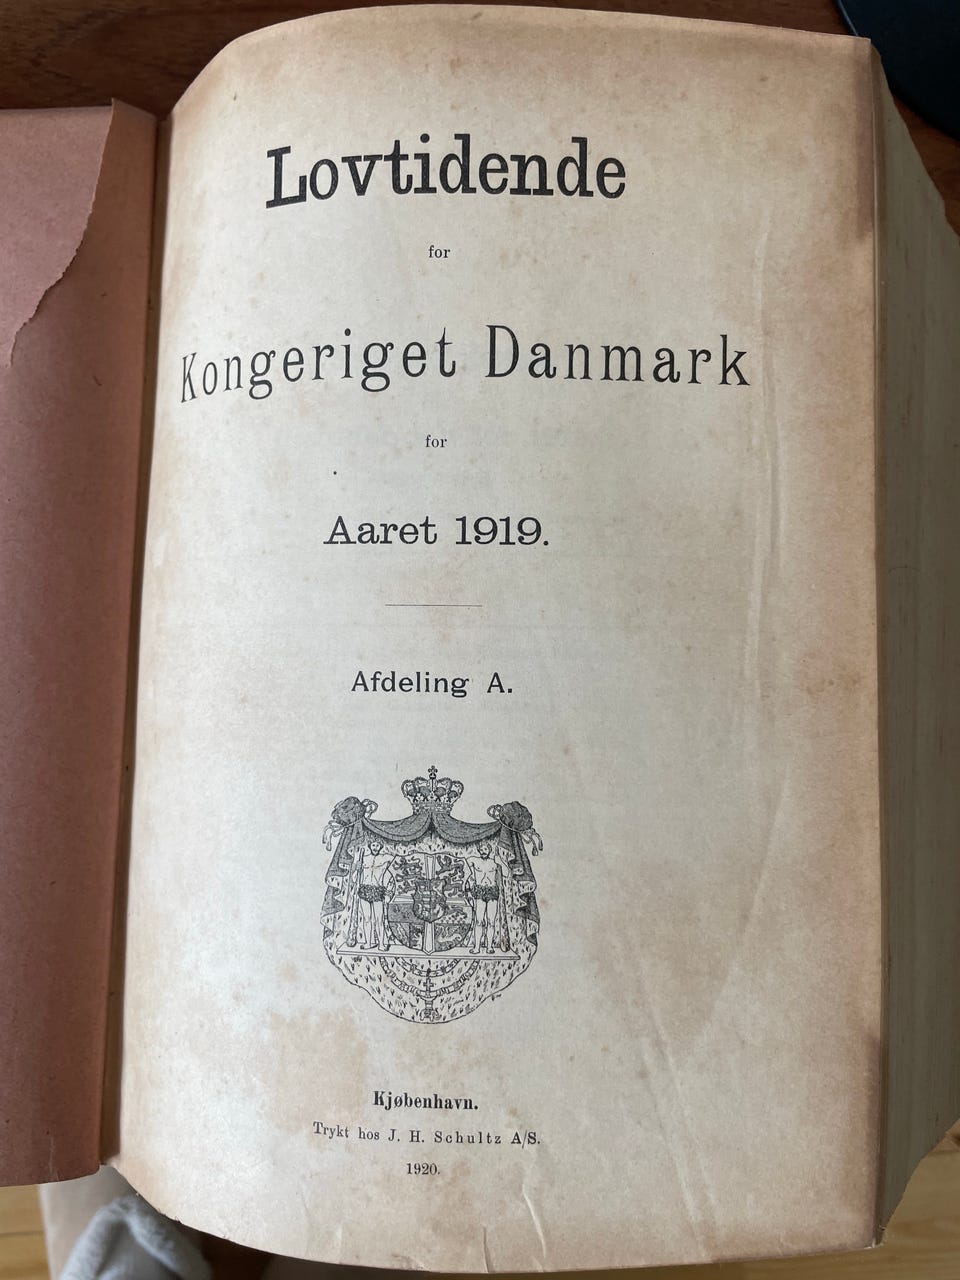 Lovtidende
for
Kongeriget Danmark
for
Aaret 1919.
Afdeling A.
Kjøbenhavn.
Trykt hos J. H. Schultz A/S.
1920.